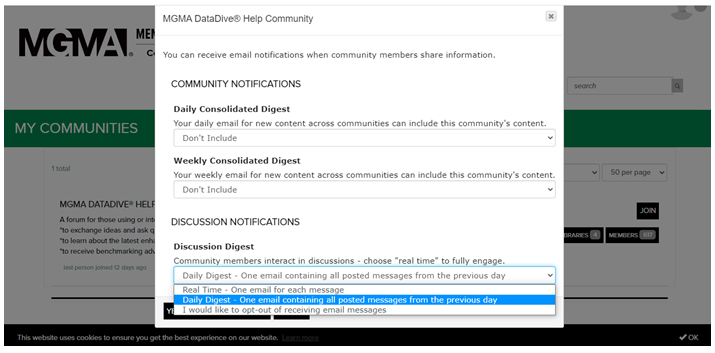 MGMA DataDive® Help Community
MGMA.
You can receive email notifications when community members share information.
COMMUNITY NOTIFICATIONS
Daily Consolidated Digest
Your daily email for new content across communities can include this community's content.
Don't Include
Weekly Consolidated Digest
Your weekly email for new content across communities can include this community's content.
Don't Include
DISCUSSION NOTIFICATIONS
Discussion Digest
Community members interact in discussions - choose "real time" to fully engage.
Daily Digest - One email containing all posted messages from the previous day
Real Time - One email for each message
Daily Digest - One email containing all posted messages from the previous day
I would like to opt-out of receiving email messages
search
MY COMMUNITIES
1 total
50 per page
MGMA DATADIVE® HELP
A forum for those using or
*to exchange ideas and ask
*to learn about the latest
*to receive benchmarking
last person joined 12 days ago
JOIN
4
MEMBERS 917
This website uses cookies to ensure you get the best experience on our website. Learn more
OK